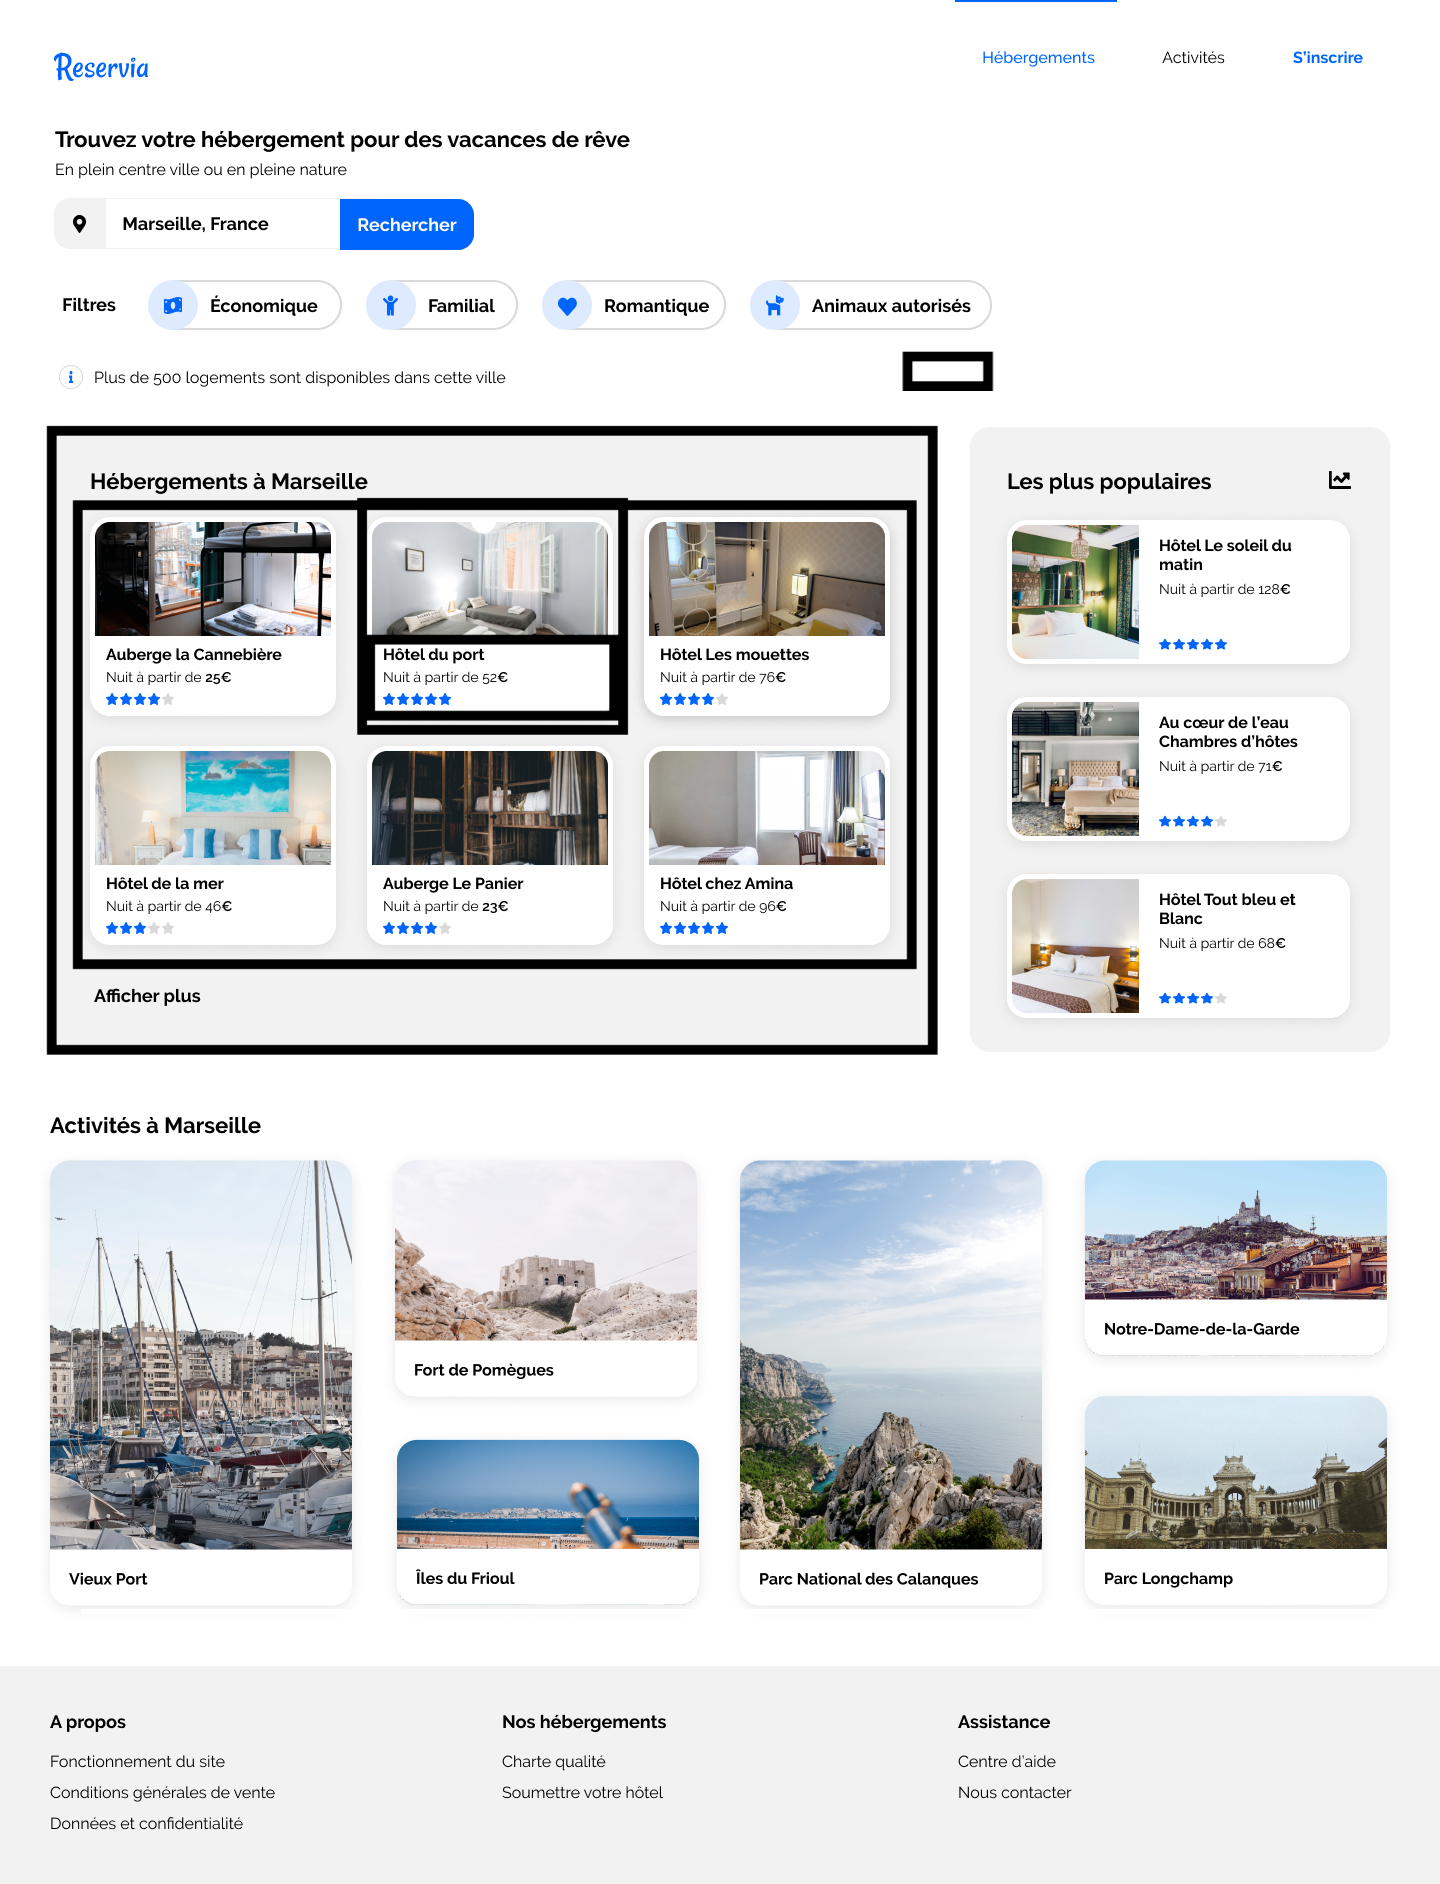 Reservia
Hébergements
Activités
S'inscrire
Trouvez votre hébergement pour des vacances de rêve
En plein centre ville ou en pleine nature
Marseille, France
Rechercher
Filtres
Économique
Familial
Romantique
Animaux autorisés
Plus de 500 logements sont disponibles dans cette ville
Hébergements à Marseille
Auberge la Cannebière
Nuit à partir de 25€
Hôtel du port
Nuit à partir de 52€
Hôtel Les mouettes
Nuit à partir de 76€
Hôtel de la mer
Nuit à partir de 46€
Auberge Le Panier
Nuit à partir de 23€
Hôtel chez Amina
Nuit à partir de 96€
Afficher plus
Les plus populaires
Hôtel Le soleil du
matin
Nuit à partir de 128€
Au cœur de l'eau
Chambres d'hôtes
Nuit à partir de 71€
Hôtel Tout bleu et
Blanc
Nuit à partir de 68€
Activités à Marseille
Vieux Port
Fort de Pomègues
Îles du Frioul
Parc National des Calanques
Notre-Dame-de-la-Garde
Parc Longchamp
A propos
Fonctionnement du site
Conditions générales de vente
Données et confidentialité
Nos hébergements
Charte qualité
Soumettre votre hôtel
Assistance
Centre d'aide
Nous contacter